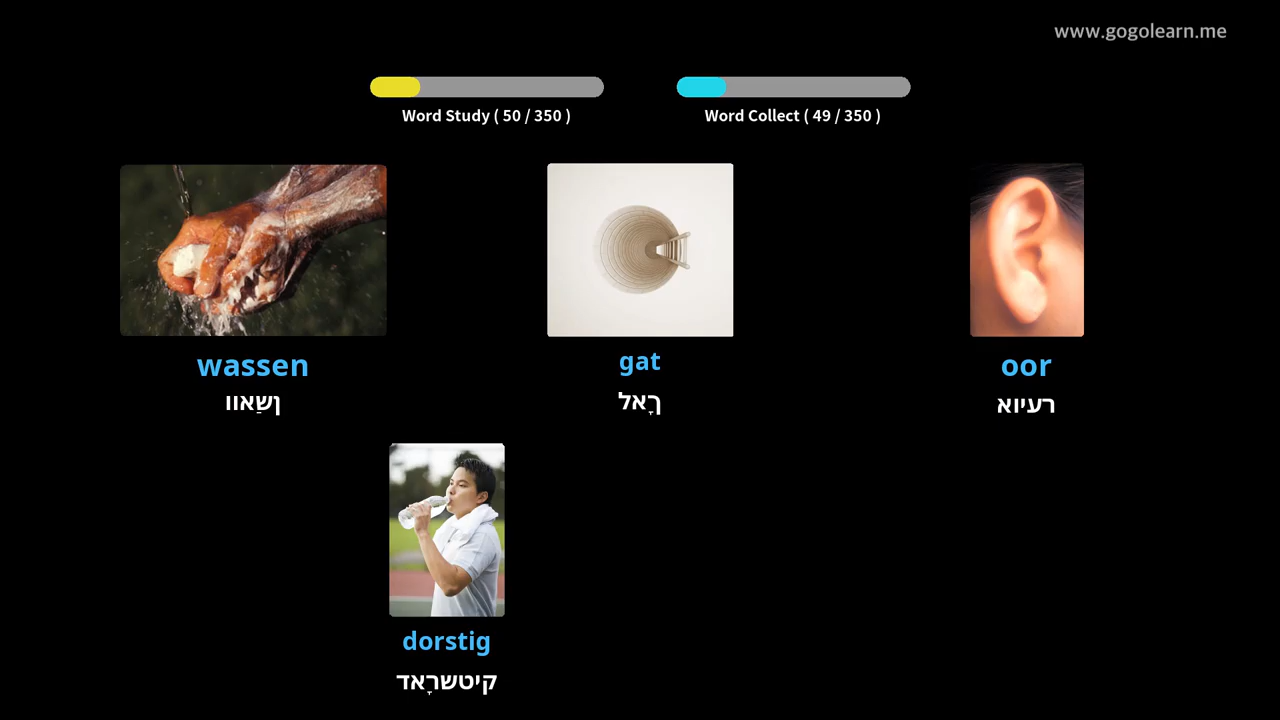 www.gogolearn.me
Word Study ( 50 / 350 )
Word Collect ( 49 / 350 )
wassen
ןשַאוו
gat
ךָאל
oor
רעיוא
dorstig
קיטשרָאד